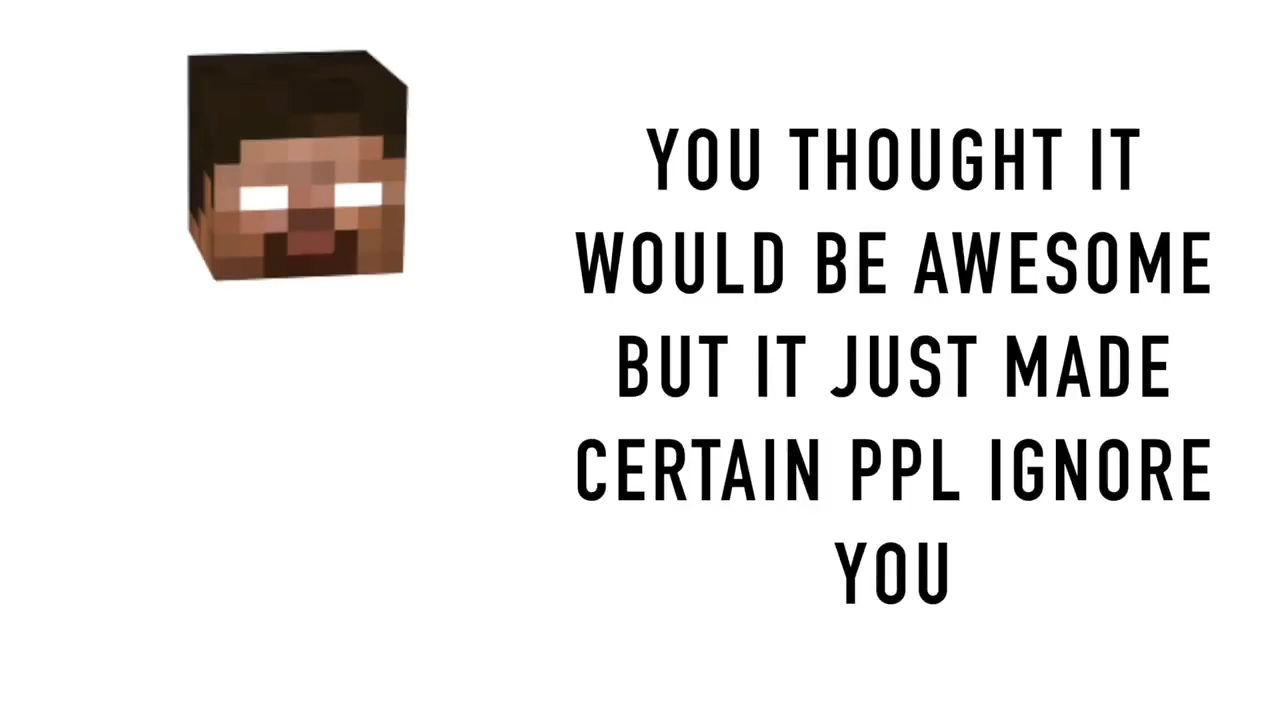 YOU THOUGHT IT
WOULD BE AWESOME
BUT IT JUST MADE
CERTAIN PPL IGNORE
YOU